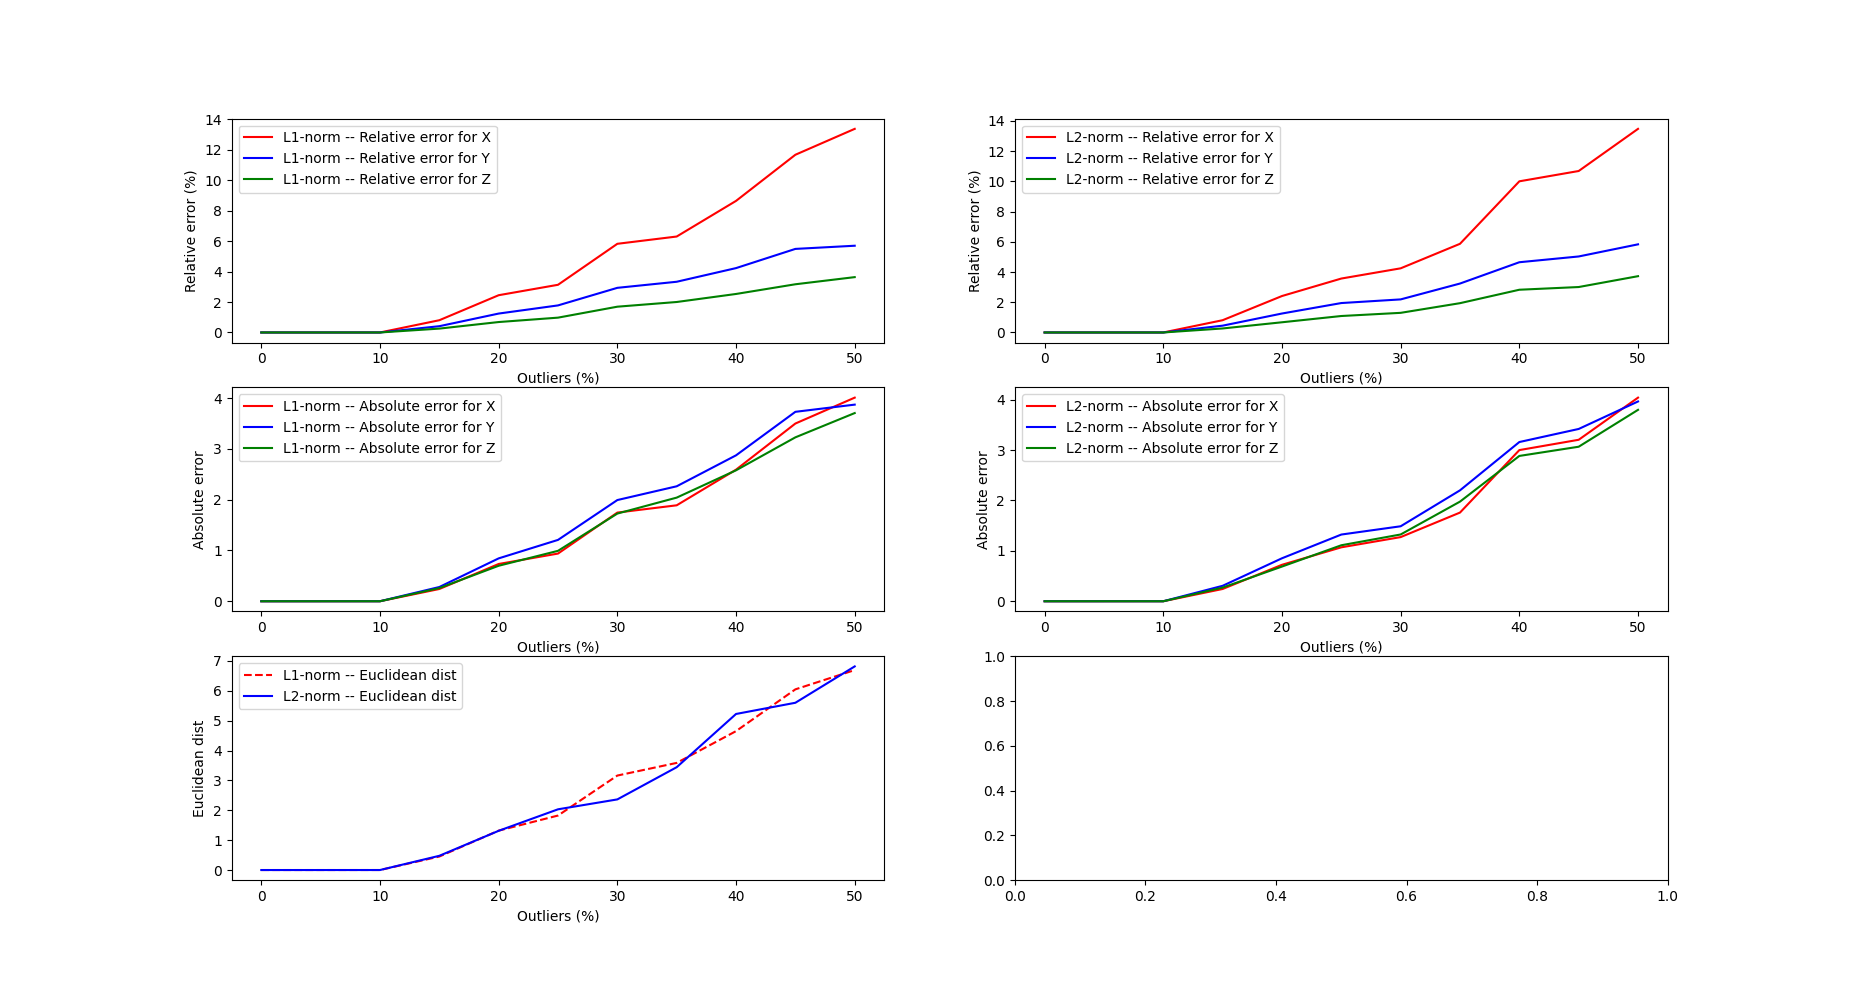 14
12
10
8
6
4
2
0
Relative error (%)
L1-norm -- Relative error for X
L1-norm -- Relative error for Y
L1-norm -- Relative error for Z
0 10 20 30 40 50
Outliers (%)
14
12
10
8
6
4
2
0
Relative error (%)
L2-norm -- Relative error for X
L2-norm -- Relative error for Y
L2-norm -- Relative error for Z
0 10 20 30 40 50
Outliers (%)
4
3
2
1
0
Absolute error
L1-norm -- Absolute error for X
L1-norm -- Absolute error for Y
L1-norm -- Absolute error for Z
0 10 20 30 40 50
Outliers (%)
4
3
2
1
0
Absolute error
L2-norm -- Absolute error for X
L2-norm -- Absolute error for Y
L2-norm -- Absolute error for Z
0 10 20 30 40 50
Outliers (%)
7
6
5
4
3
2
1
0
Euclidean dist
L1-norm -- Euclidean dist
L2-norm -- Euclidean dist
0 10 20 30 40 50
Outliers (%)
1.0
0.8
0.6
0.4
0.2
0.0
0.0 0.2 0.4 0.6 0.8 1.0